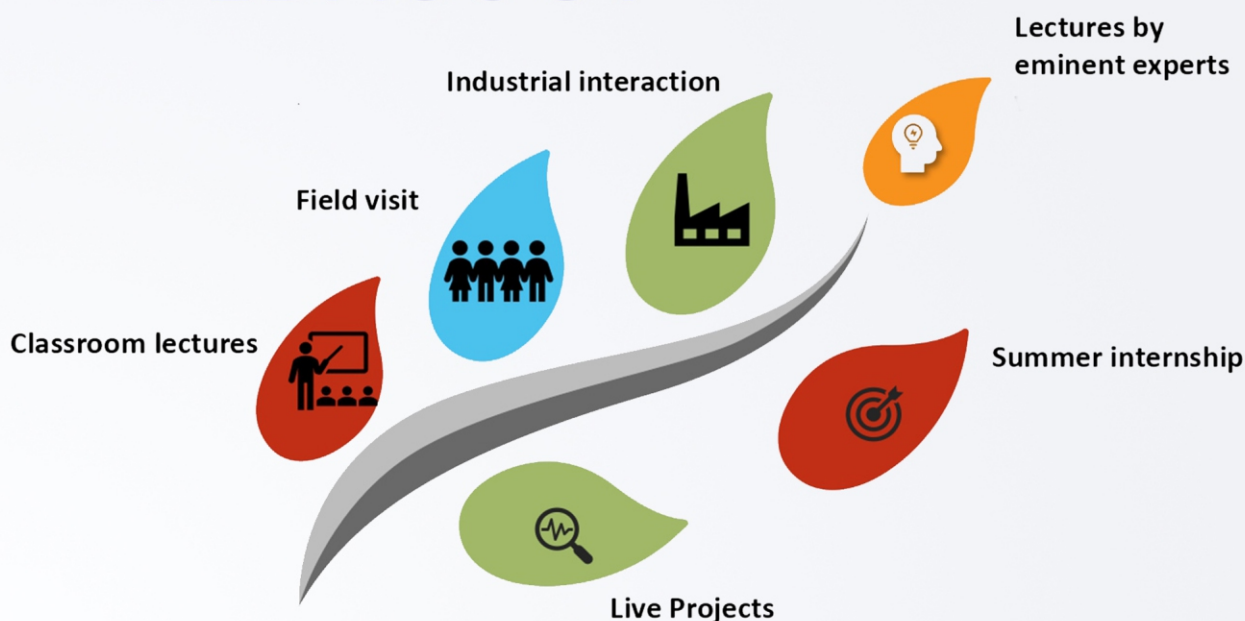 Lectures by
eminent experts
Industrial interaction
Field visit
Classroom lectures
Summer internship
Live Projects